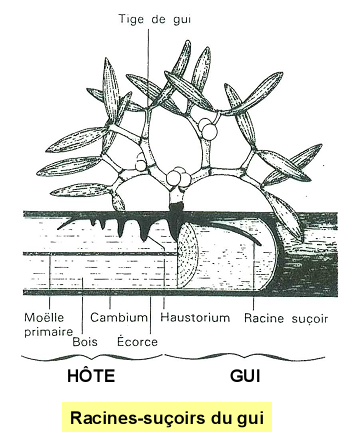 Tige de gui
Moëlle primaire
Cambium
Haustorium
Racine suçoir
Bois
Écorce
HÔTE
GUI
Racines-suçoirs du gui